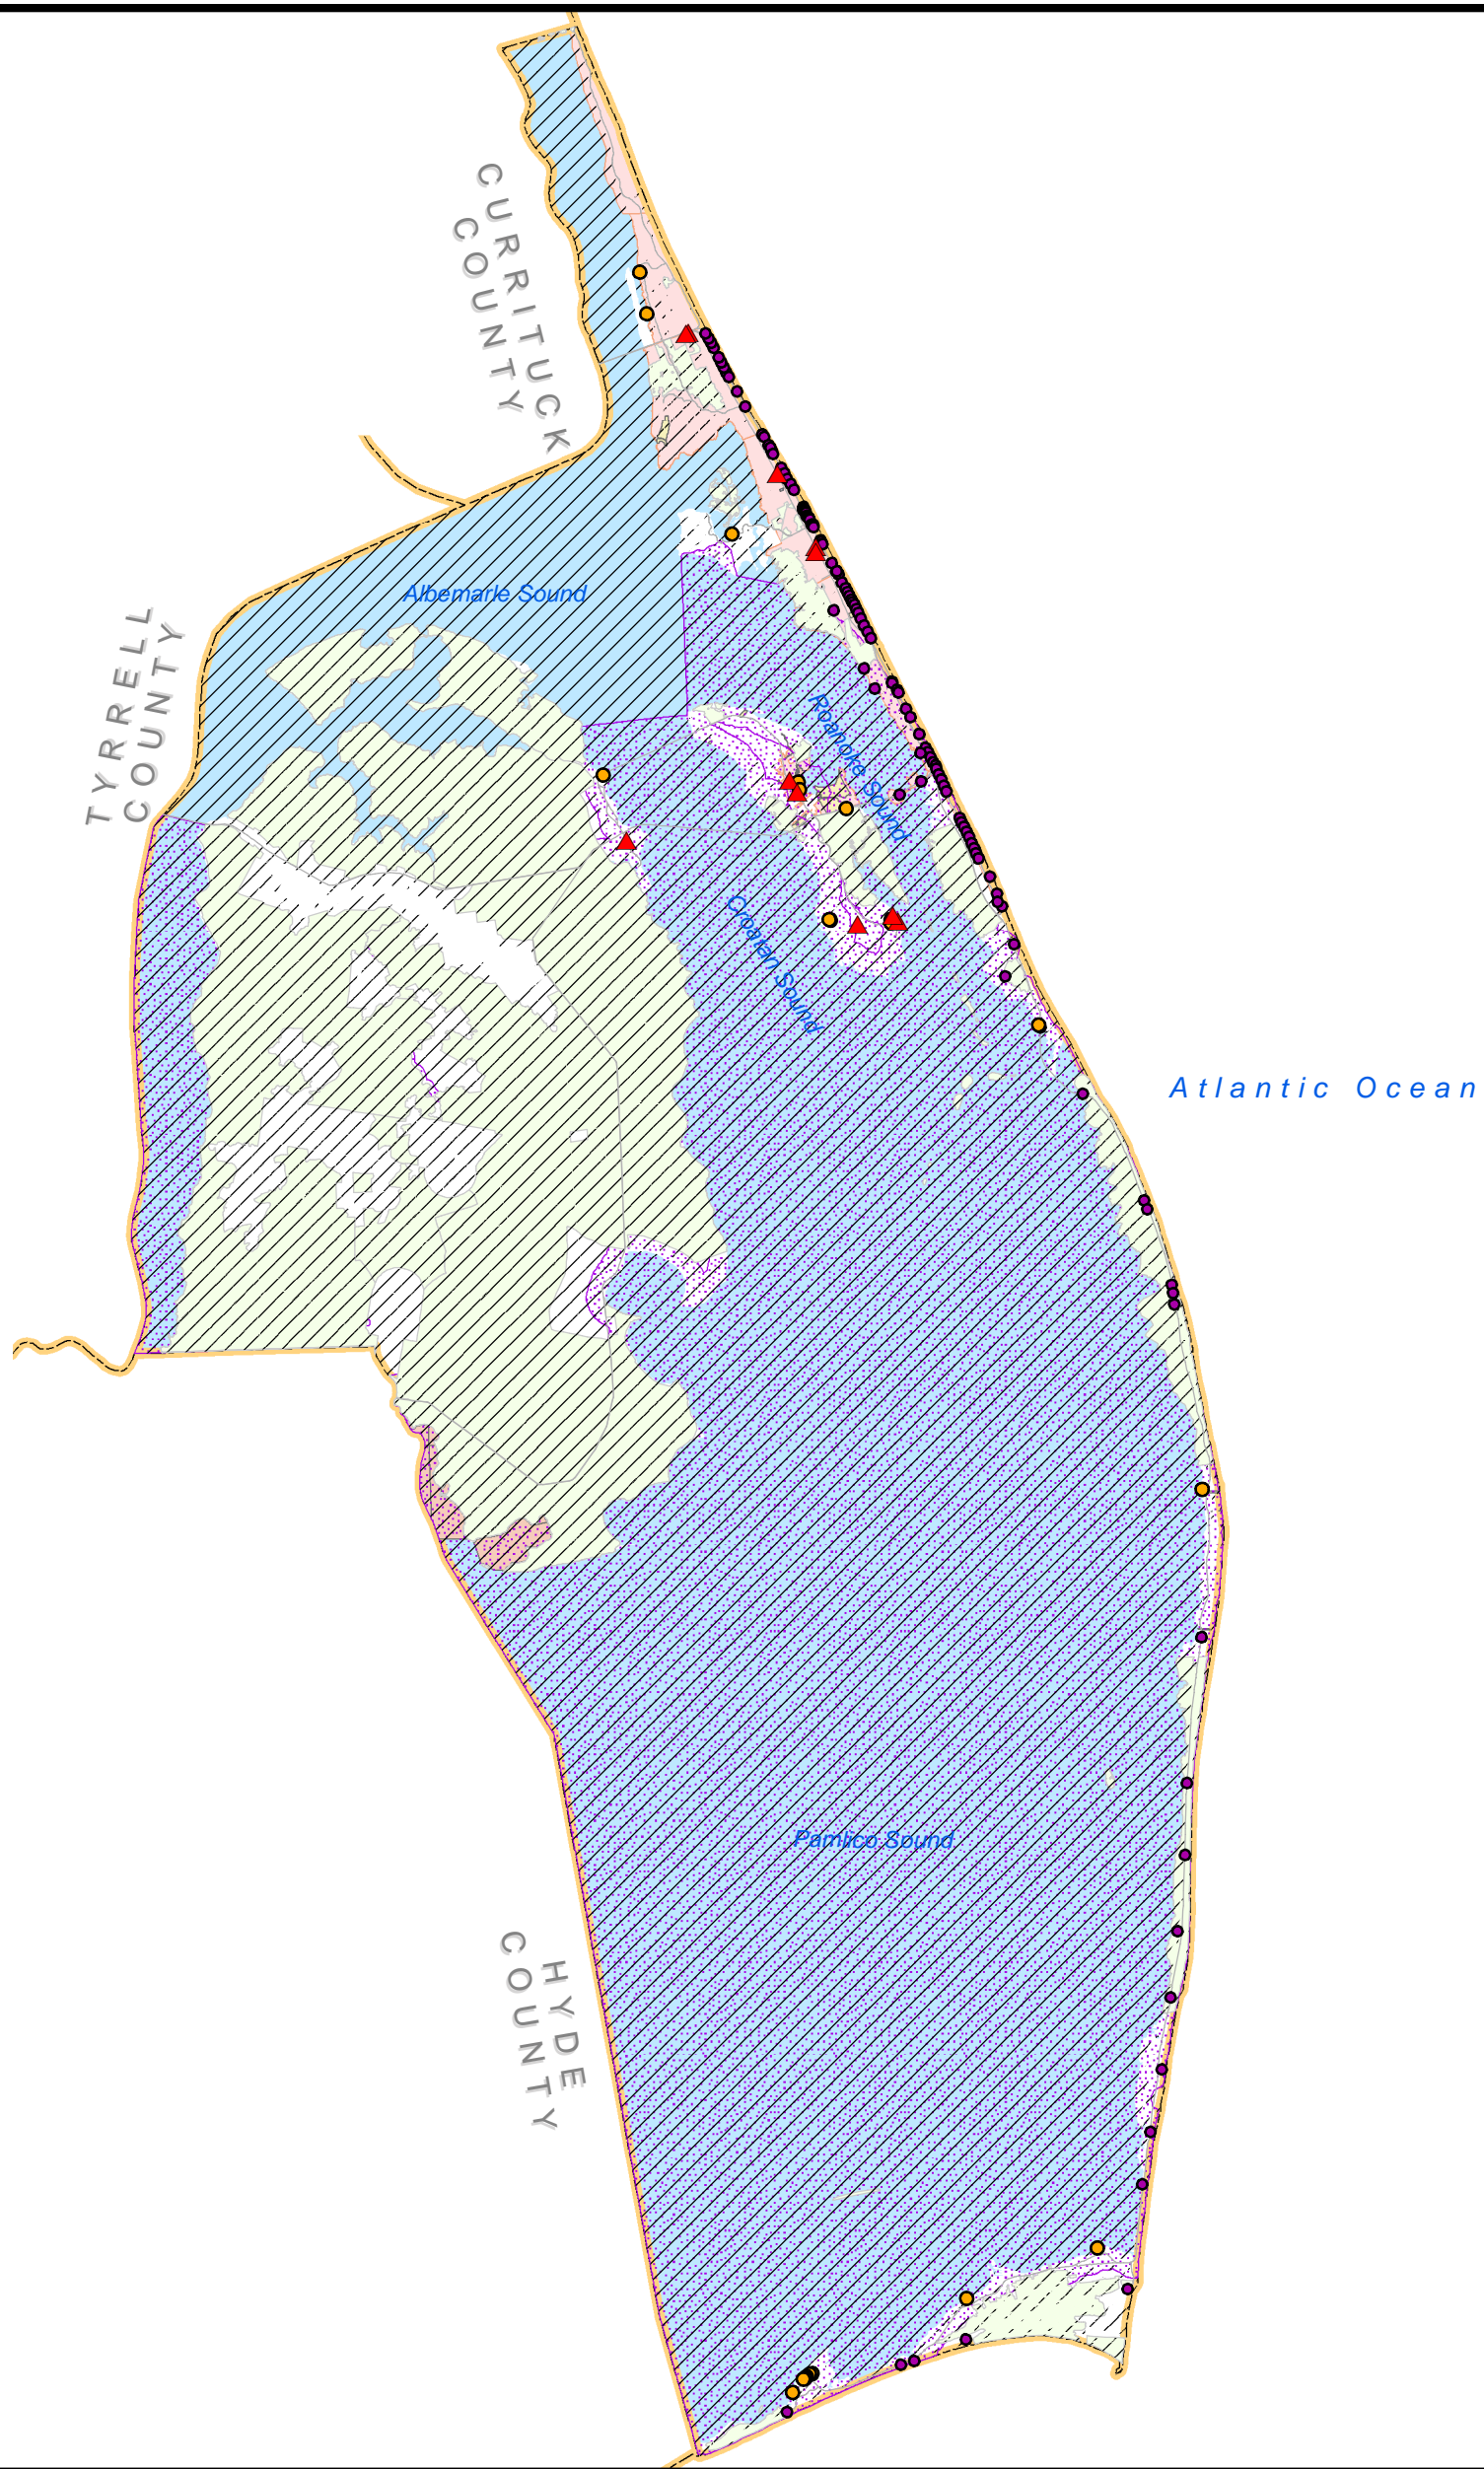 CURRITUCK
COUNTY
Albemarle Sound
TYRRELL
COUNTY
Roanoke Sound
Croatan Sound
Atlantic Ocean
Pamlico Sound
HYDE
COUNTY